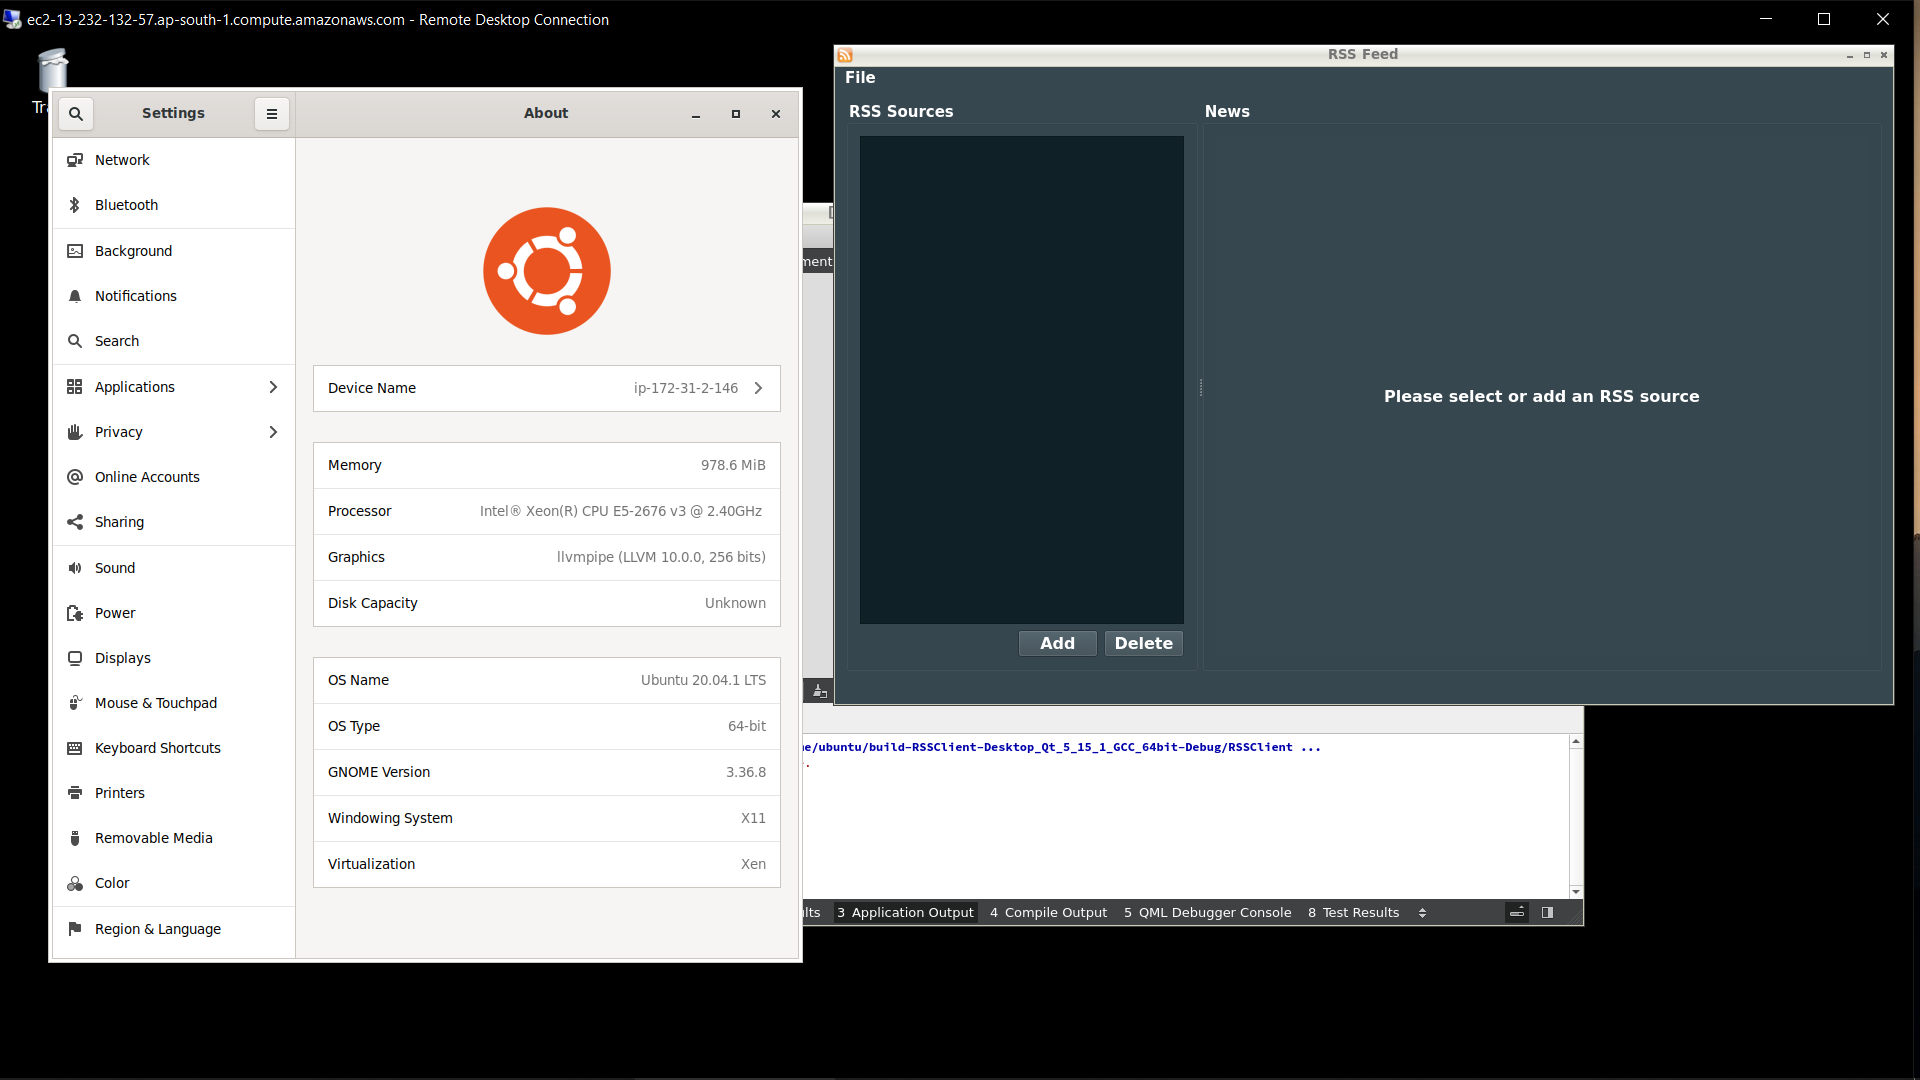 ec2-13-232-132-57.ap-south-1.compute.amazonaws.com - Remote Desktop Connection
Settings
About
Network
Bluetooth
Background
Notifications
Search
Applications
Privacy
Online Accounts
Sharing
Sound
Power
Displays
Mouse & Touchpad
Keyboard Shortcuts
Printers
Removable Media
Color
Region & Language
Device Name ip-172-31-2-146
Memory 978.6 MiB
Processor Intel® Xeon(R) CPU E5-2676 v3 @ 2.40GHz
Graphics llvmpipe (LLVM 10.0.0, 256 bits)
Disk Capacity Unknown
OS Name Ubuntu 20.04.1 LTS
OS Type 64-bit
GNOME Version 3.36.8
Windowing System X11
Virtualization Xen
RSS Feed
File
RSS Sources
News
Please select or add an RSS source
Add Delete
e/ubuntu/build-RSSClient-Desktop_Qt_5_15_1_GCC_64bit-Debug/RSSClient ...
3 Application Output 4 Compile Output 5 QML Debugger Console 8 Test Results